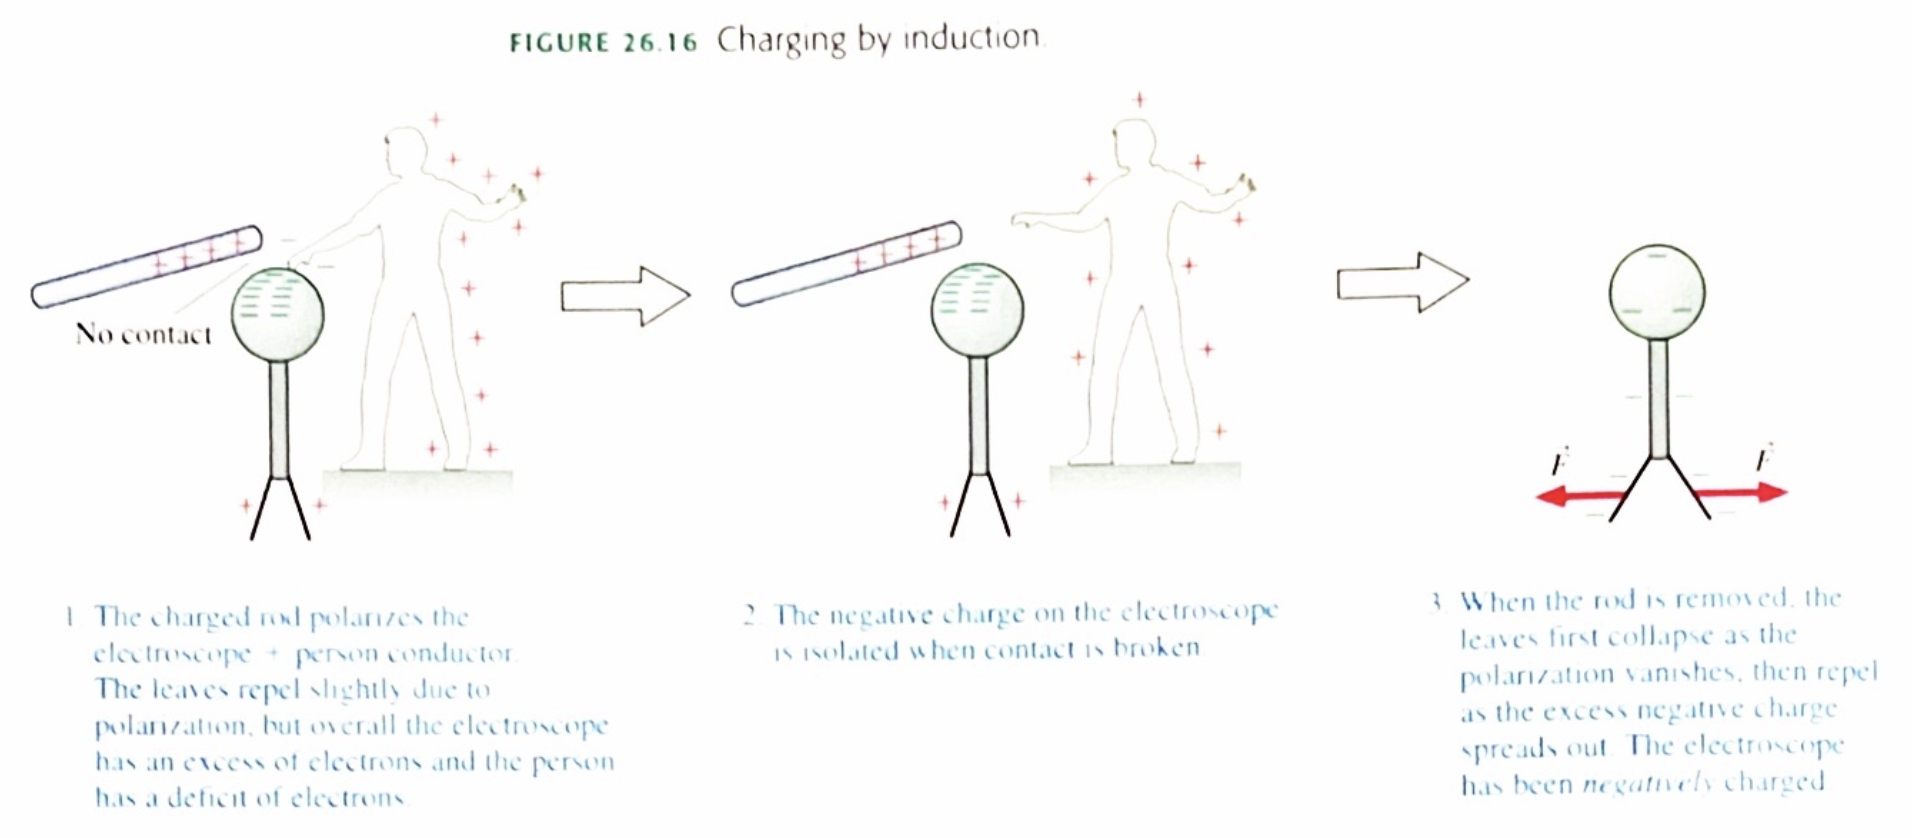 FIGURE 26.16 Charging by induction.
No contact
1 The charged rod polarizes the
electroscope + person conductor.
The leaves repel slightly due to
polarization, but overall the electroscope
has an excess of electrons and the person
has a deficit of electrons.
2. The negative charge on the electroscope
is isolated when contact is broken
F
F
3. When the rod is removed, the
leaves first collapse as the
polarization vanishes, then repel
as the excess negative charge
spreads out. The electroscope
has been negatively charged